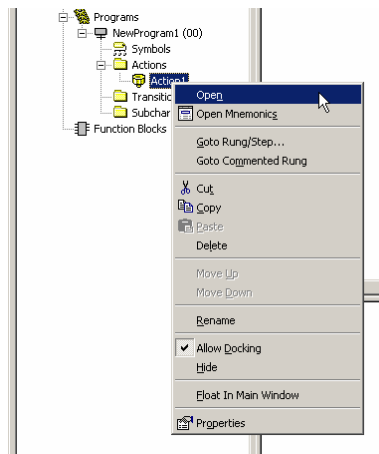 Programs
NewProgram1 (00)
Symbols
Actions
Action1
Transitic
Subchar
Function Blocks
Open
Open Mnemonics
Goto Rung/Step...
Goto Commented Rung
Cut
Copy
Paste
Delete
Move Up
Move Down
Rename
Allow Docking
Hide
Float In Main Window
Properties